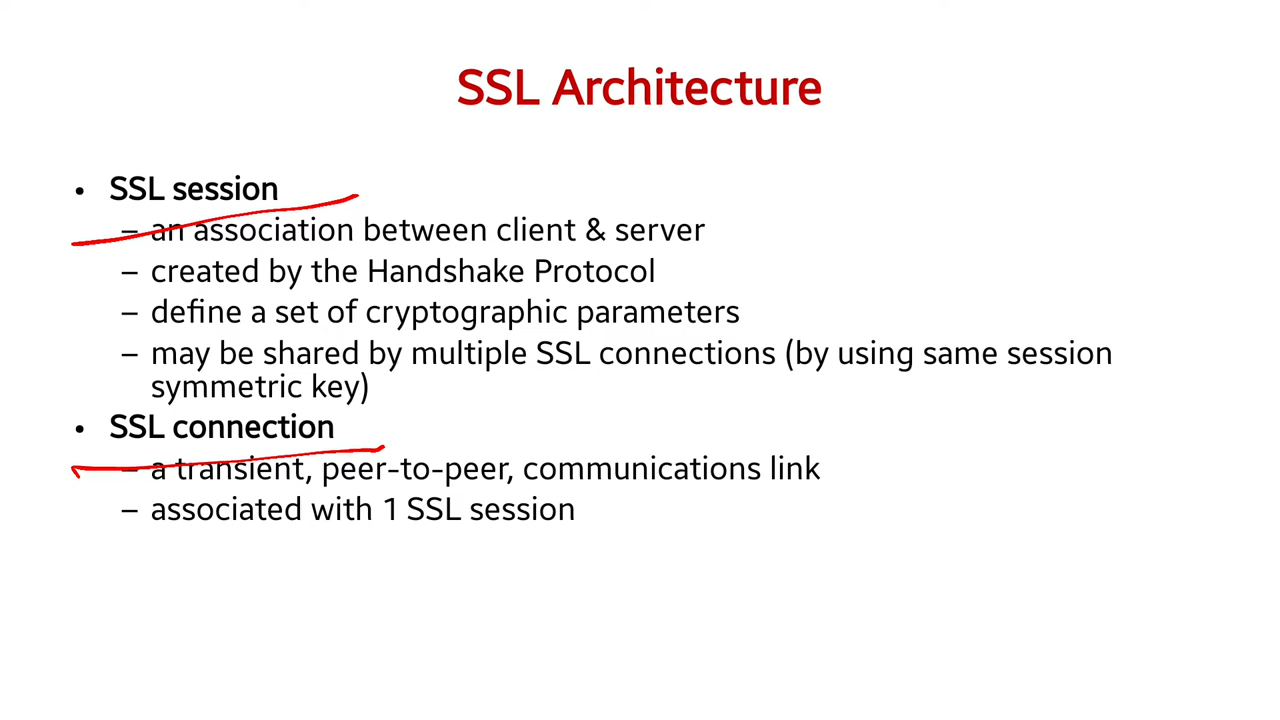 SSL Architecture
• SSL session
– an association between client & server
– created by the Handshake Protocol
– define a set of cryptographic parameters
– may be shared by multiple SSL connections (by using same session
symmetric key)
• SSL connection
– a transient, peer-to-peer, communications link
– associated with 1 SSL session